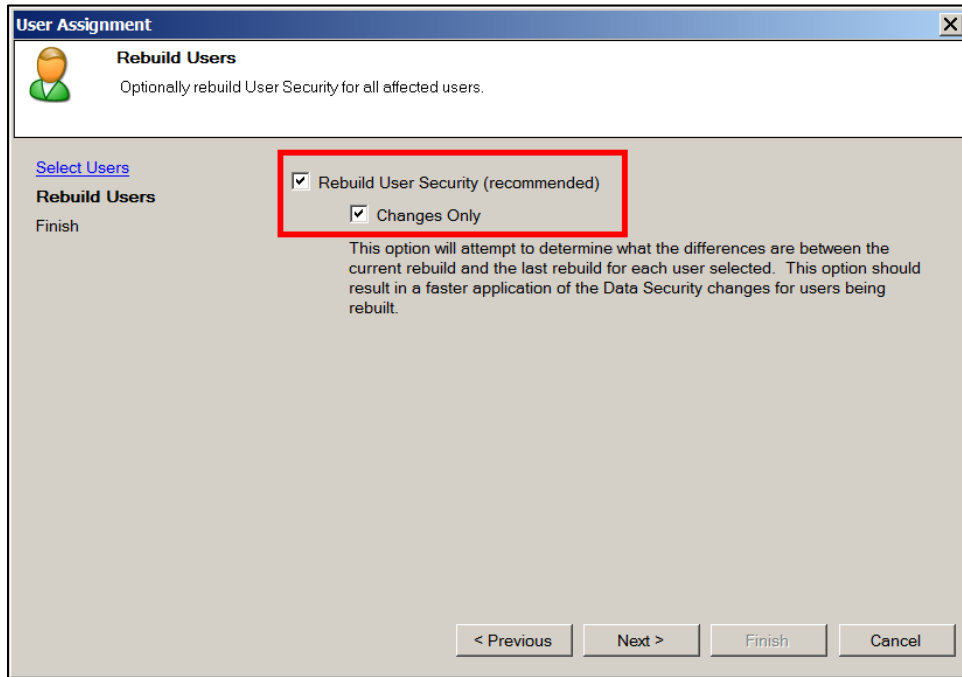 User Assignment
Rebuild Users
Optionally rebuild User Security for all affected users.
Select Users
Rebuild Users
Finish
Rebuild User Security (recommended)
Changes Only
This option will attempt to determine what the differences are between the
current rebuild and the last rebuild for each user selected.  This option should
result in a faster application of the Data Security changes for users being
rebuilt.
< Previous
Next >
Finish
Cancel